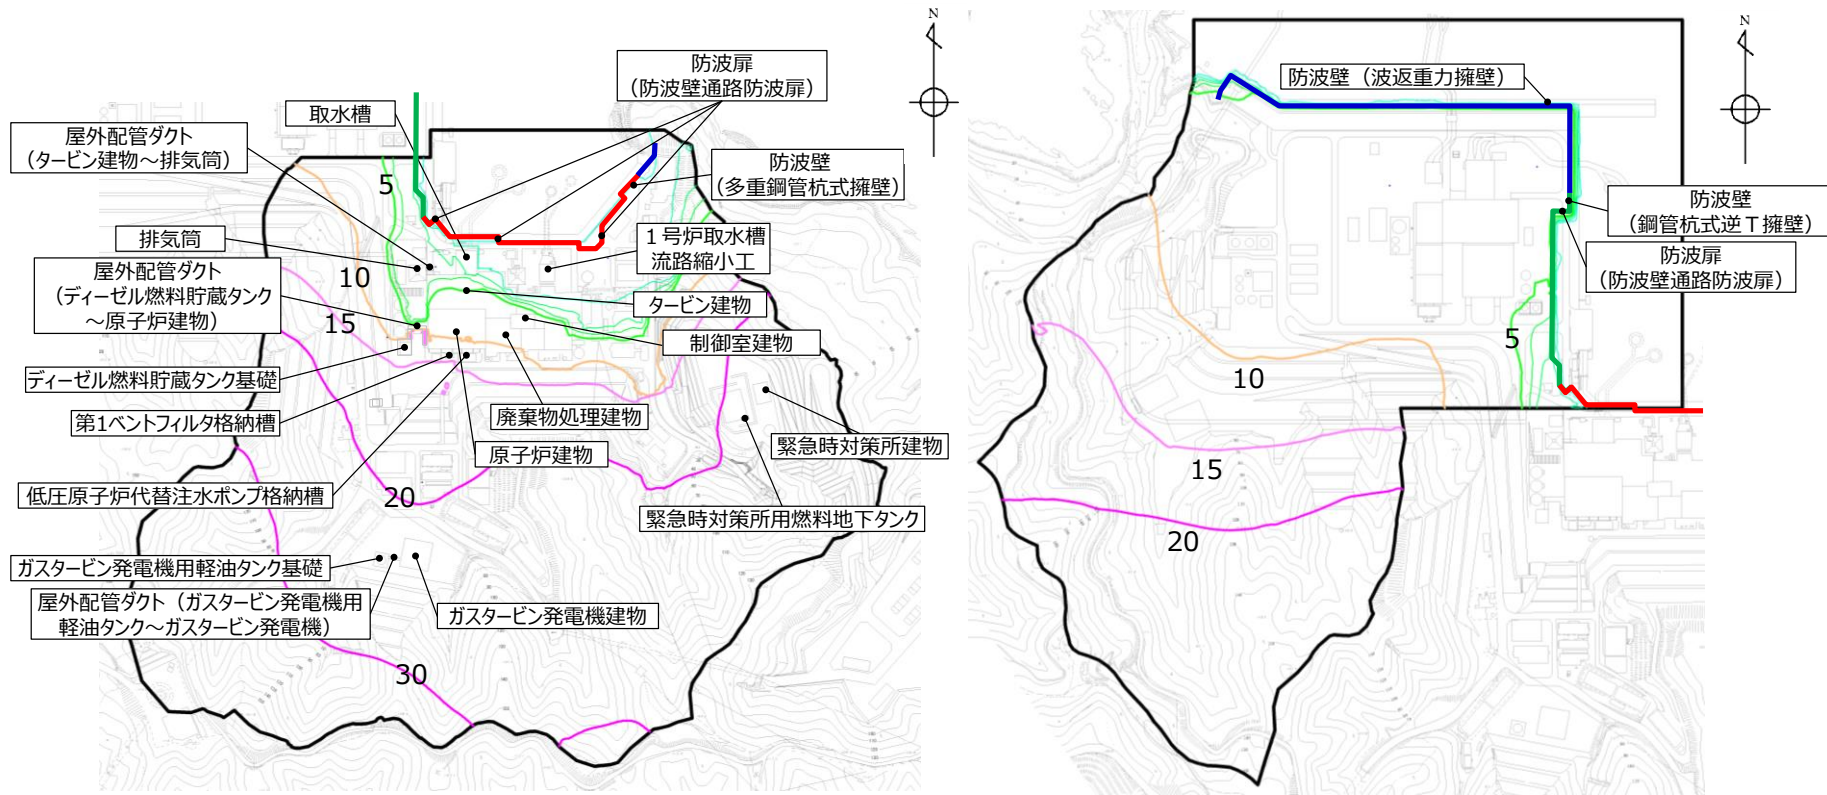 N
防波扉
（防波壁通路防波扉）
取水槽
屋外配管ダクト
（タービン建物～排気筒）
防波壁
（多重鋼管杭式擁壁）
5
排気筒
１号炉取水槽
流路縮小工
屋外配管ダクト
（ディーゼル燃料貯蔵タンク
～原子炉建物）
10
タービン建物
15
制御室建物
ディーゼル燃料貯蔵タンク基礎
第1ベントフィルタ格納槽
廃棄物処理建物
原子炉建物
緊急時対策所建物
低圧原子炉代替注水ポンプ格納槽
20
緊急時対策所用燃料地下タンク
ガスタービン発電機用軽油タンク基礎
屋外配管ダクト（ガスタービン発電機用
軽油タンク～ガスタービン発電機）
ガスタービン発電機建物
30
N
防波壁（波返重力擁壁）
防波壁
（鋼管杭式逆Ｔ擁壁）
防波扉
（防波壁通路防波扉）
5
10
15
20